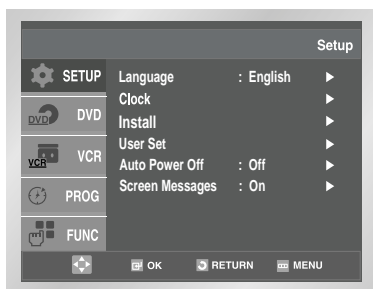 Setup
SETUP
DVD DVD
VCR VCR
PROG
FUNC
Language : English
Clock
Install
User Set
Auto Power Off : Off
Screen Messages : On
OK RETURN MENU